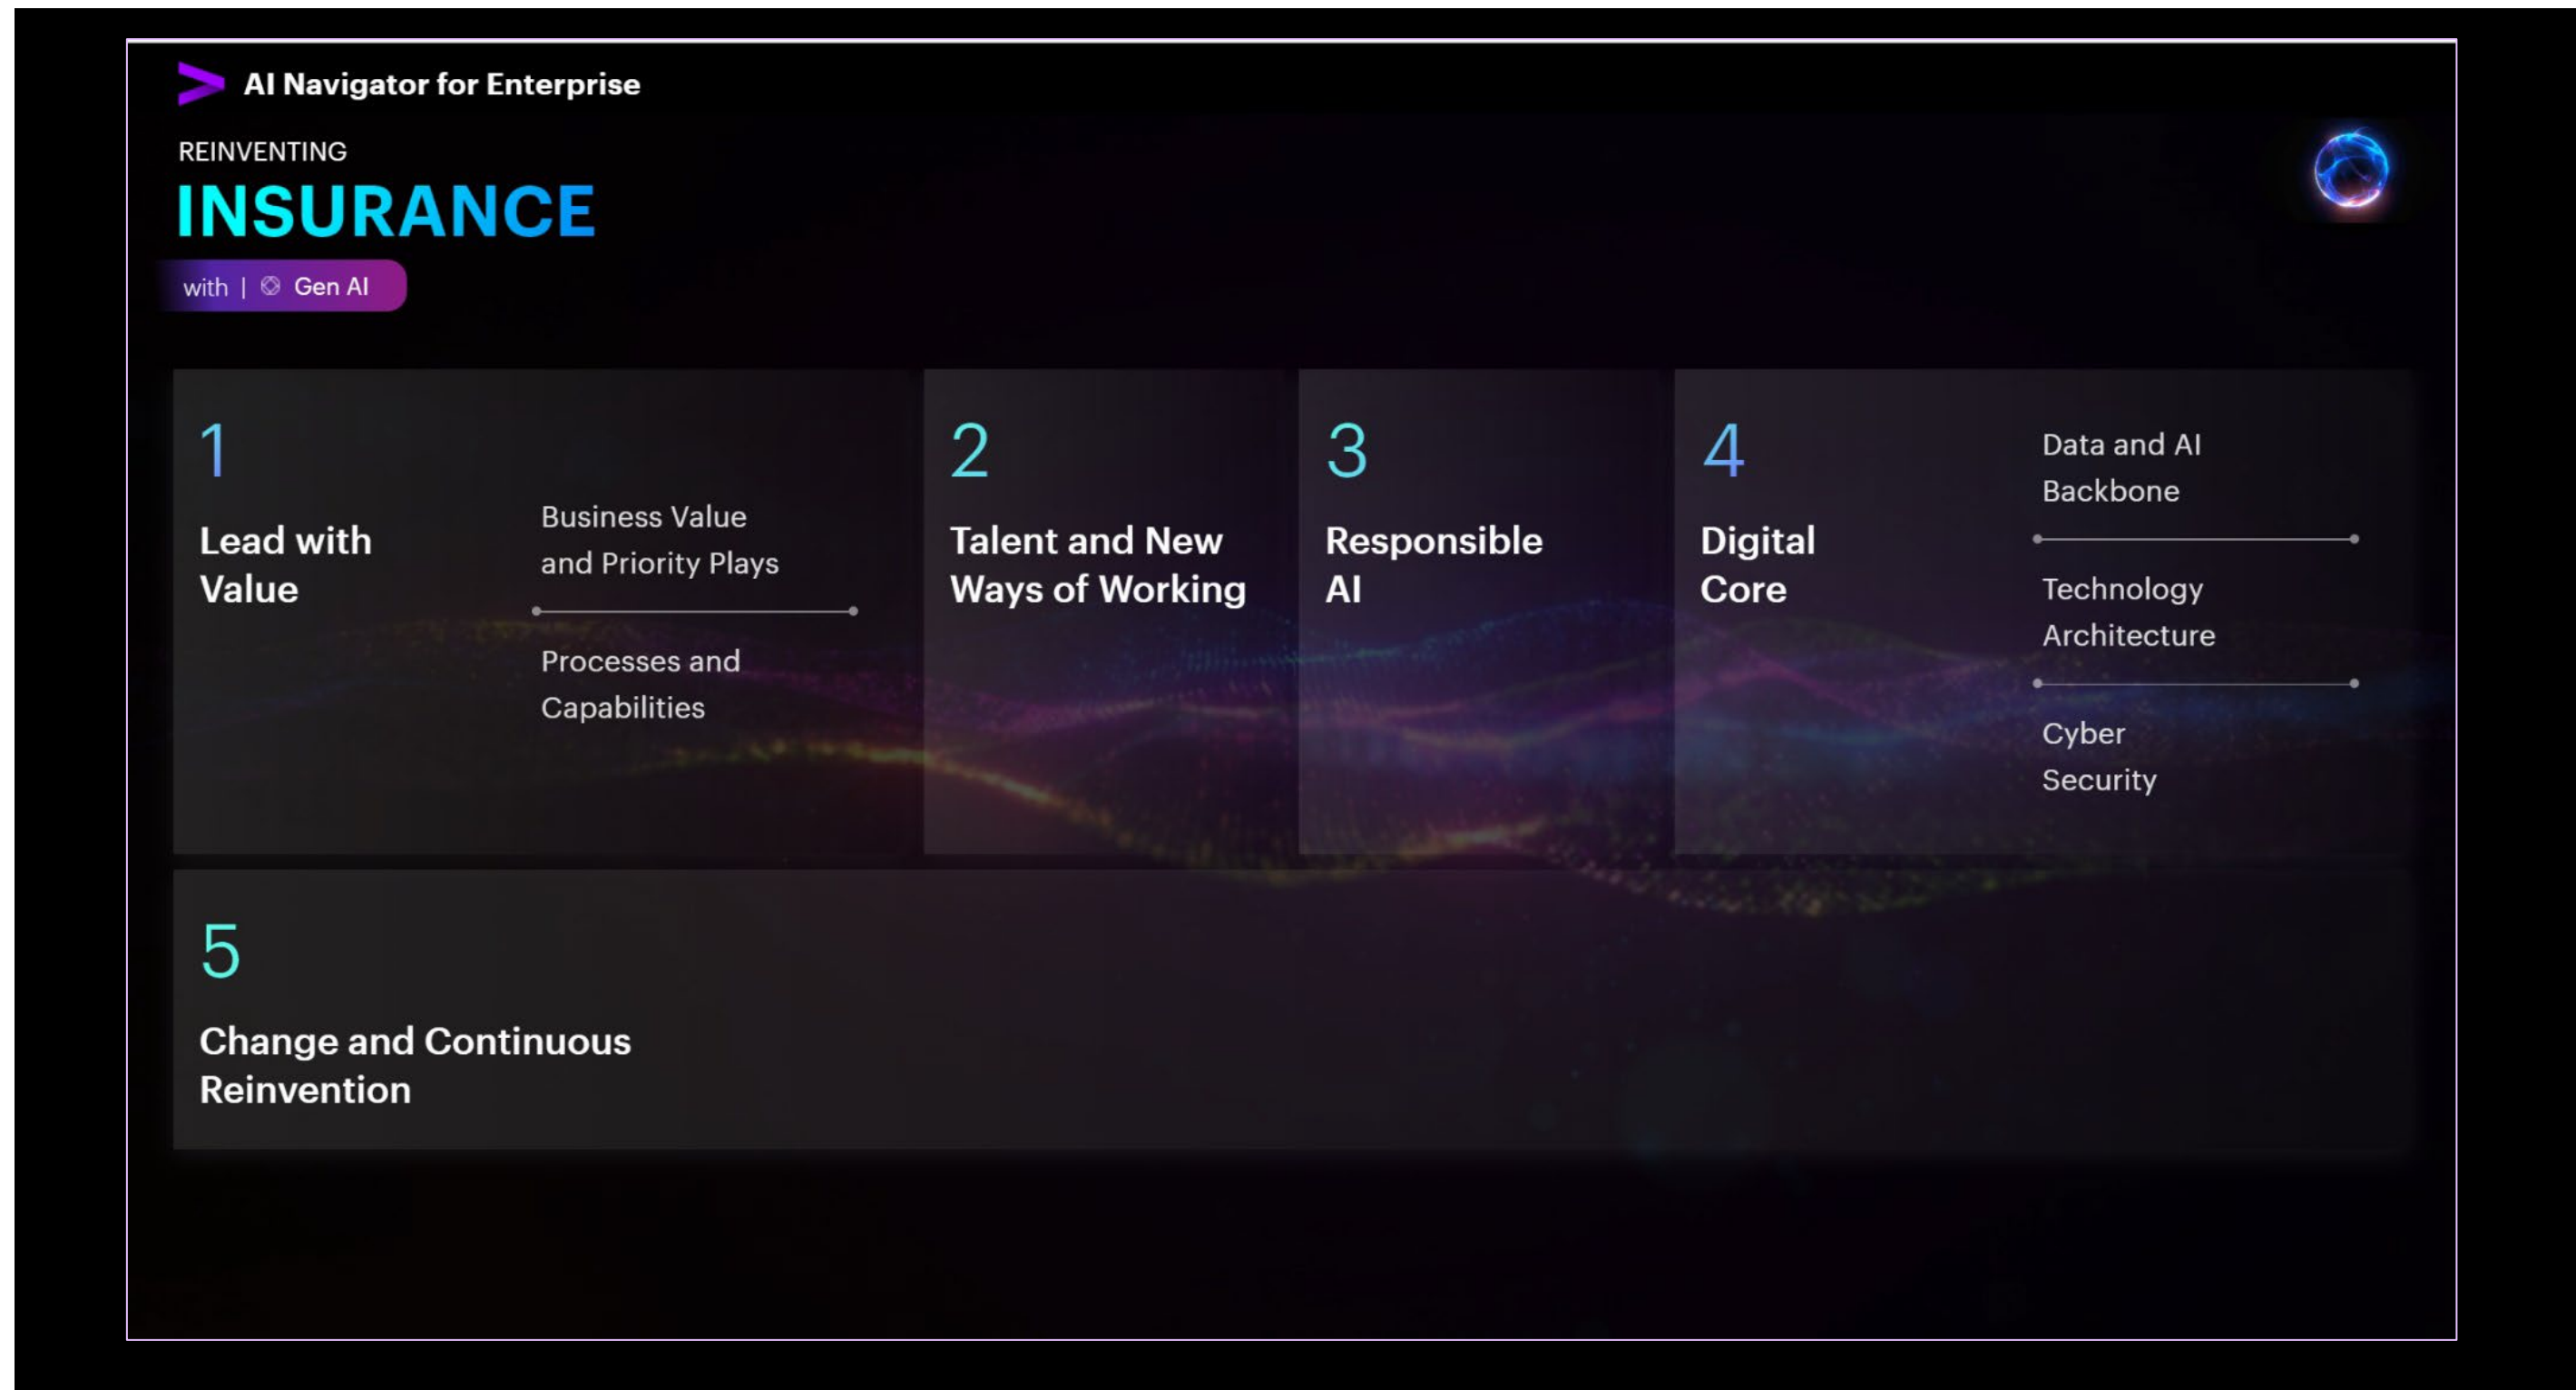 AI Navigator for Enterprise
REINVENTING
INSURANCE
with | Gen AI
1
Lead with
Value
Business Value
and Priority Plays
Processes and
Capabilities
2
Talent and New
Ways of Working
3
Responsible
AI
4
Digital
Core
Data and AI
Backbone
Technology
Architecture
Cyber
Security
5
Change and Continuous
Reinvention